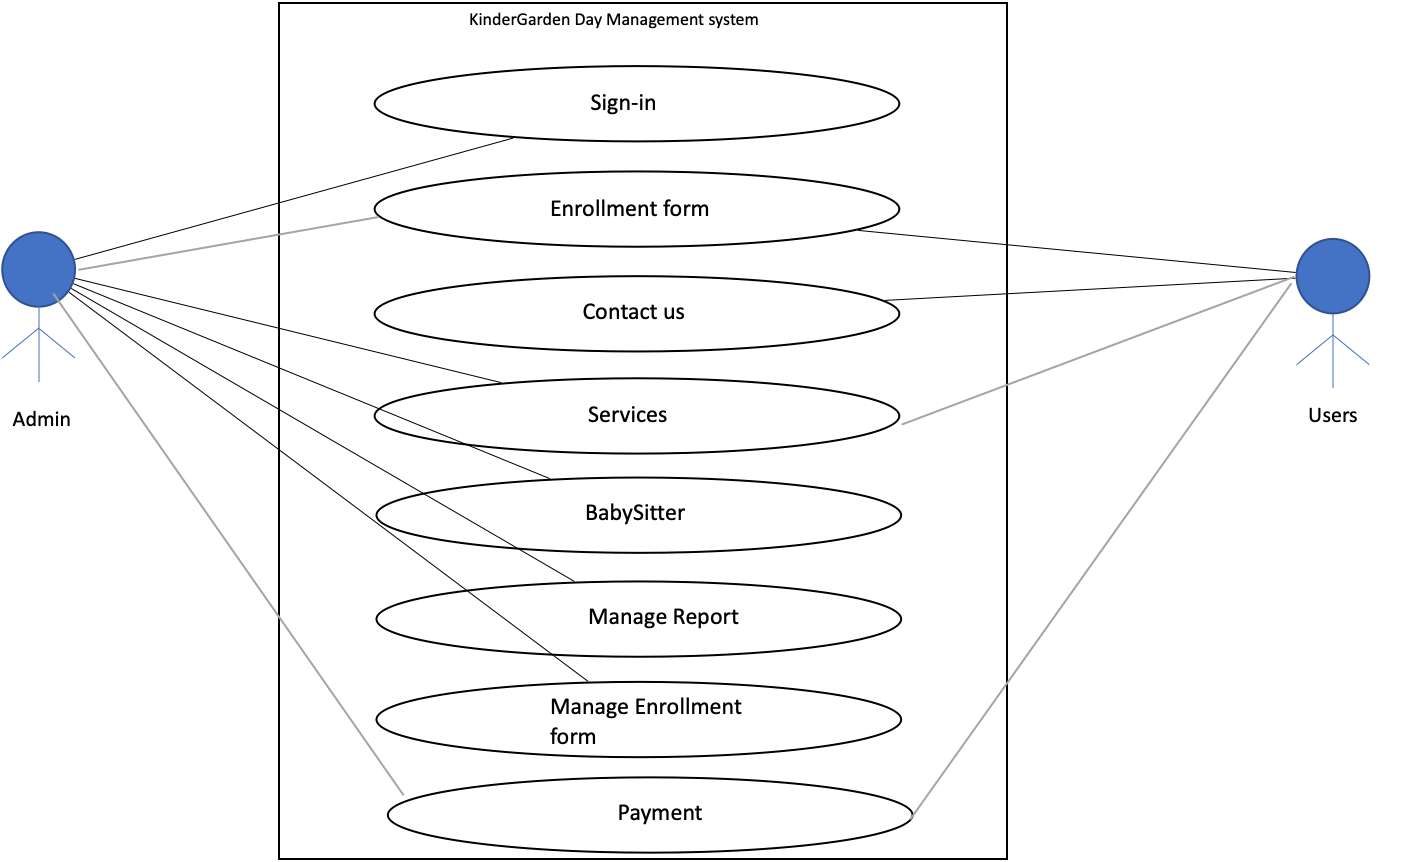 KinderGarden Day Management system
Sign-in
Enrollment form
Contact us
Services
BabySitter
Manage Report
Manage Enrollment
form
Payment
Admin
Users